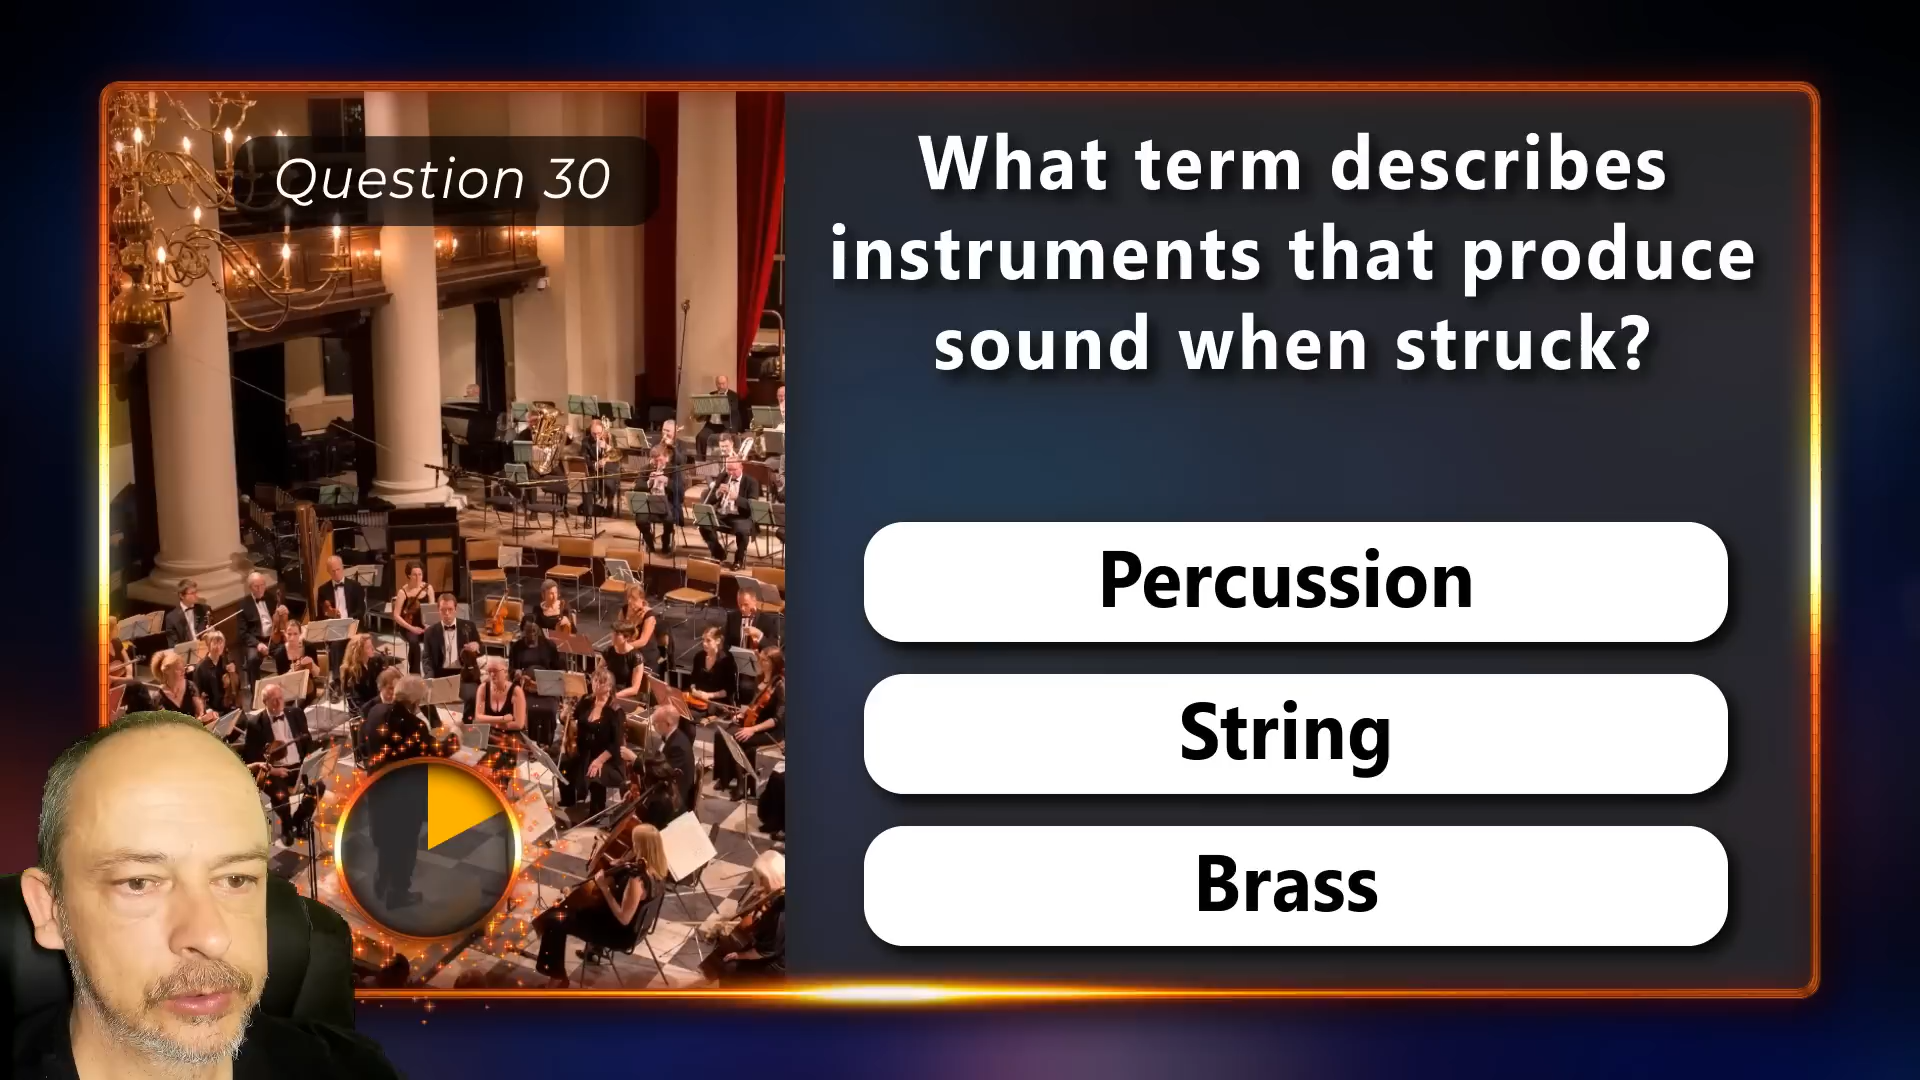 Question 30
What term describes
instruments that produce
sound when struck?
Percussion
String
Brass